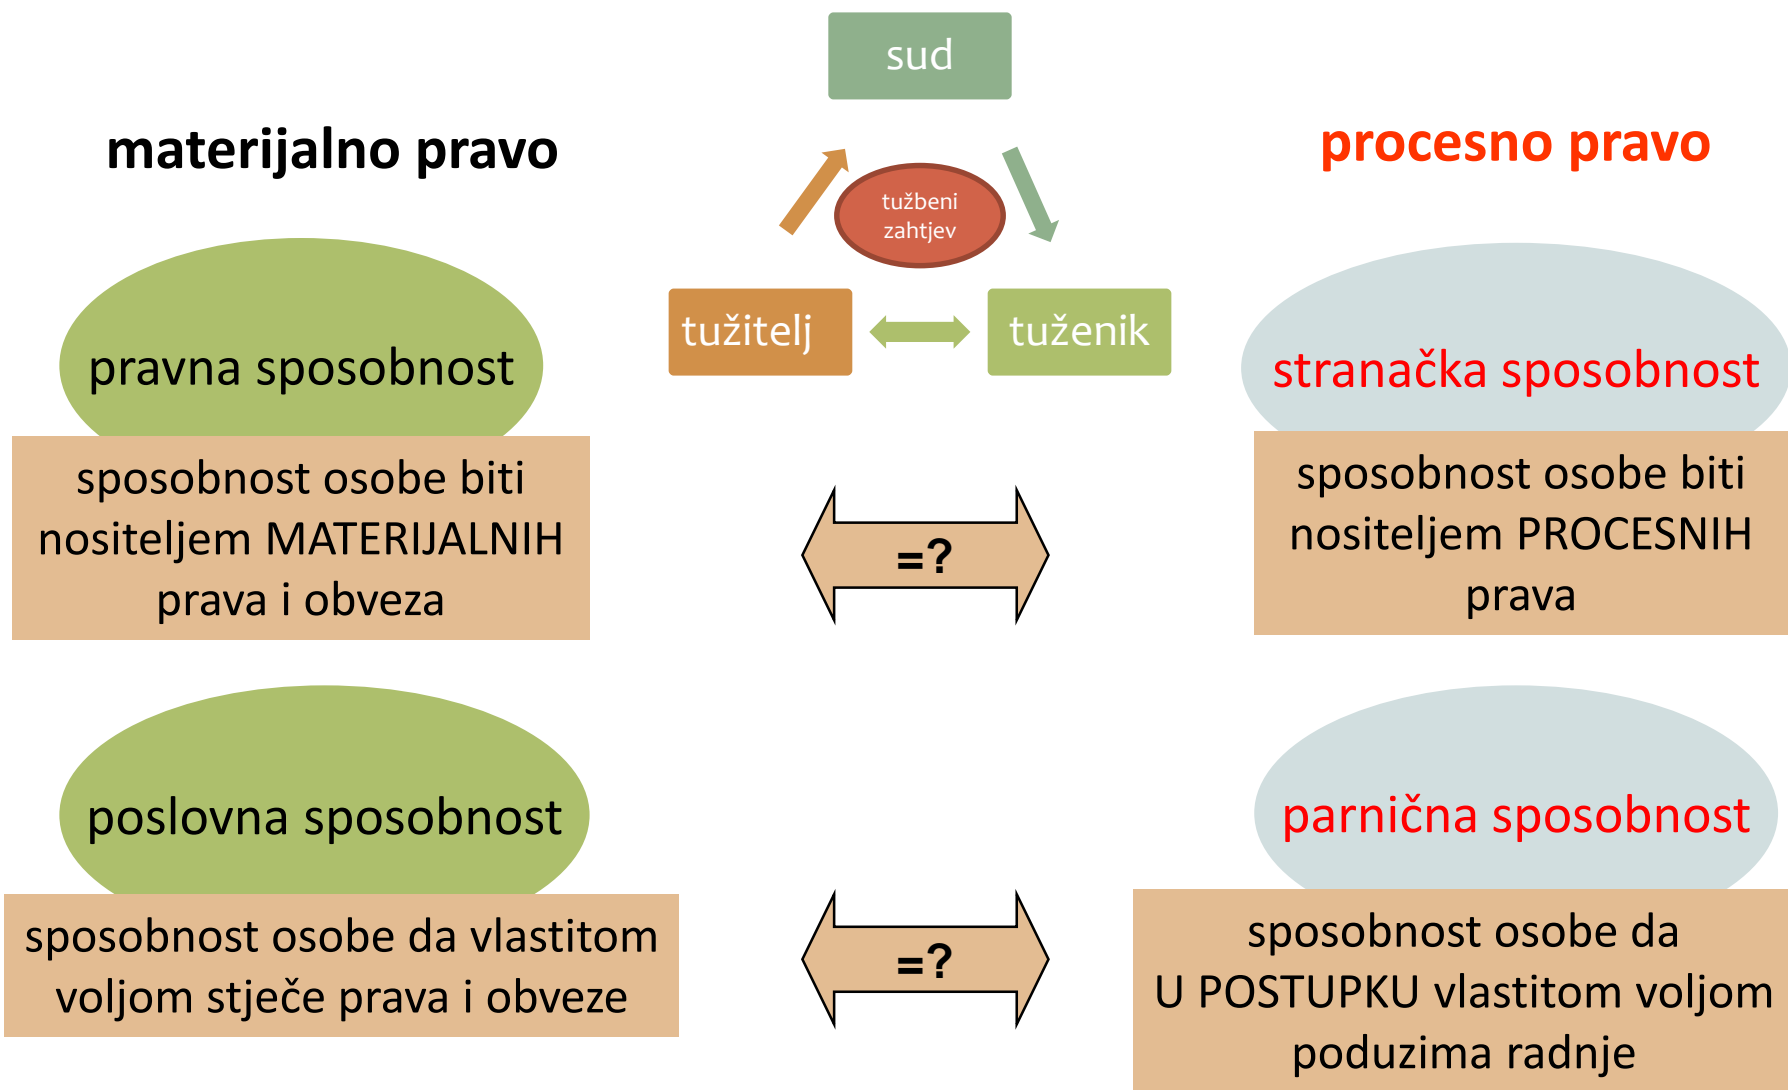 sud
materijalno pravo
procesno pravo
tužbeni
zahtjev
tužitelj
tuženik
pravna sposobnost
stranačka sposobnost
sposobnost osobe biti
nositeljem MATERIJALNIH
prava i obveza
=?
sposobnost osobe biti
nositeljem PROCESNIH
prava
poslovna sposobnost
parnična sposobnost
sposobnost osobe da vlastitom
voljom stječe prava i obveze
=?
sposobnost osobe da
U POSTUPKU vlastitom voljom
poduzima radnje